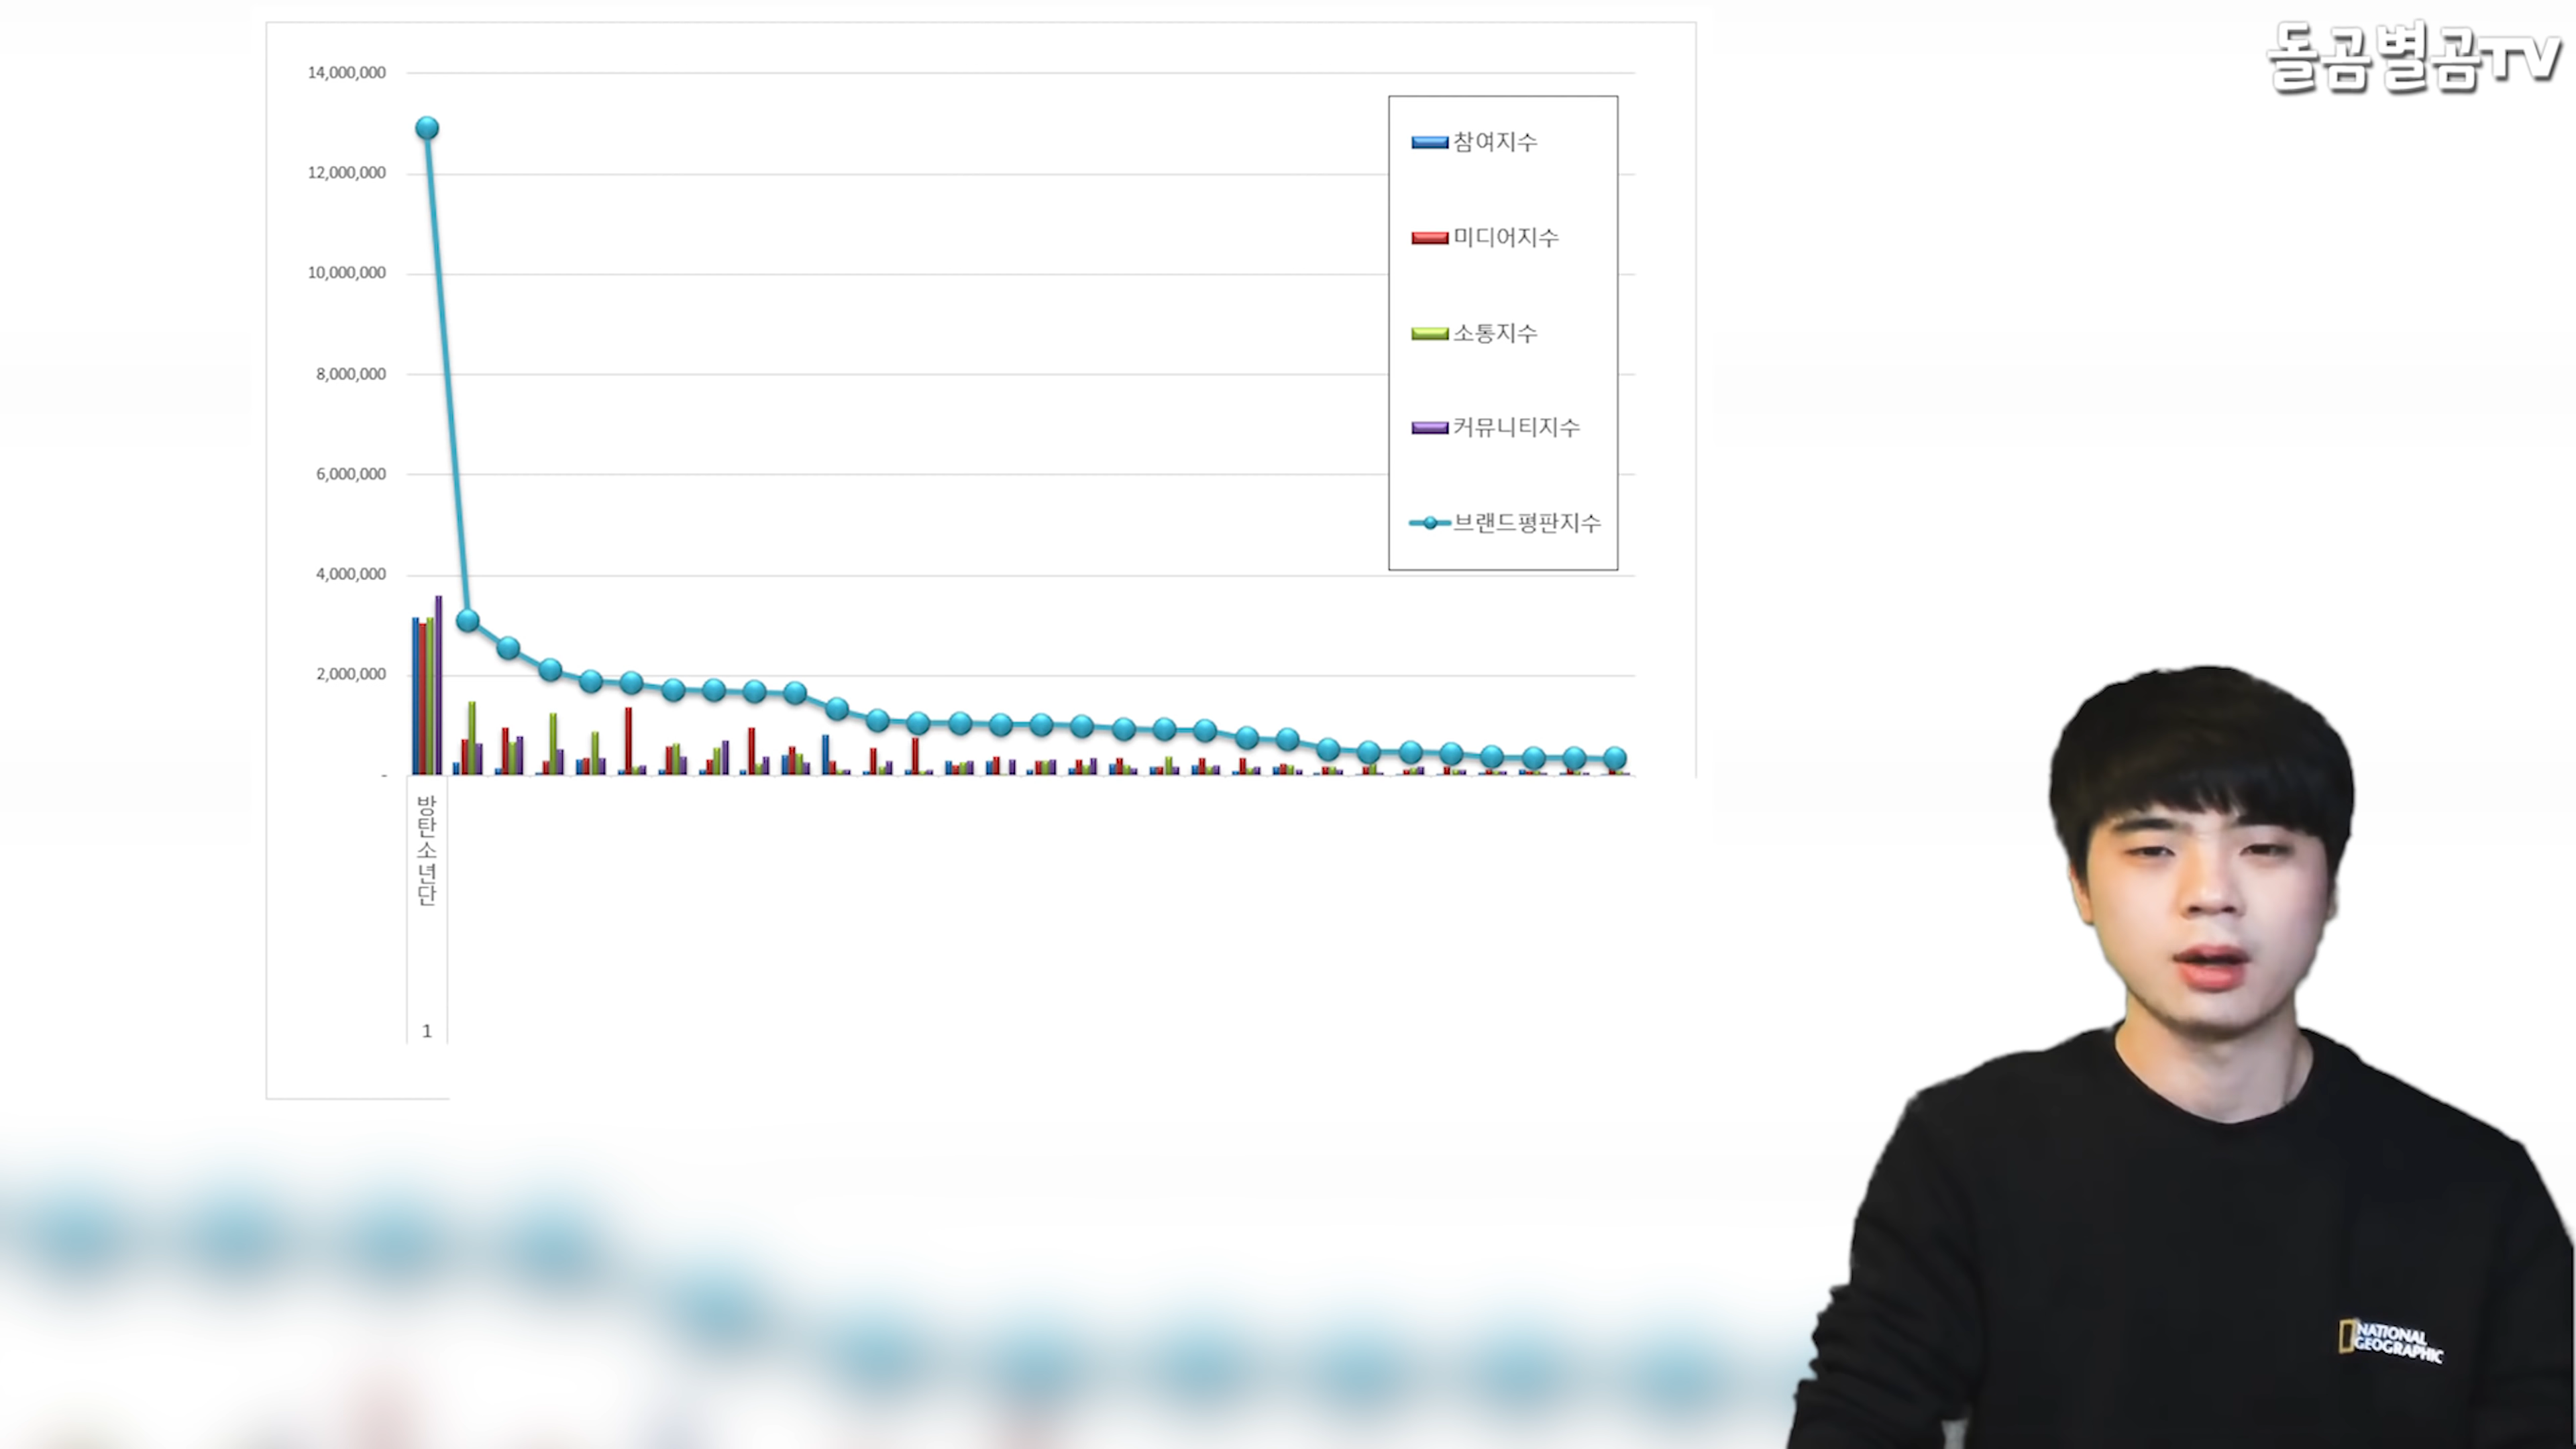 돌곰별곰TV
14,000,000
12,000,000
10,000,000
8,000,000
6,000,000
4,000,000
2,000,000
-
참여지수
미디어지수
소통지수
커뮤니티지수
브랜드평판지수
방탄소년단
1
NATIONAL
GEOGRAPHIC